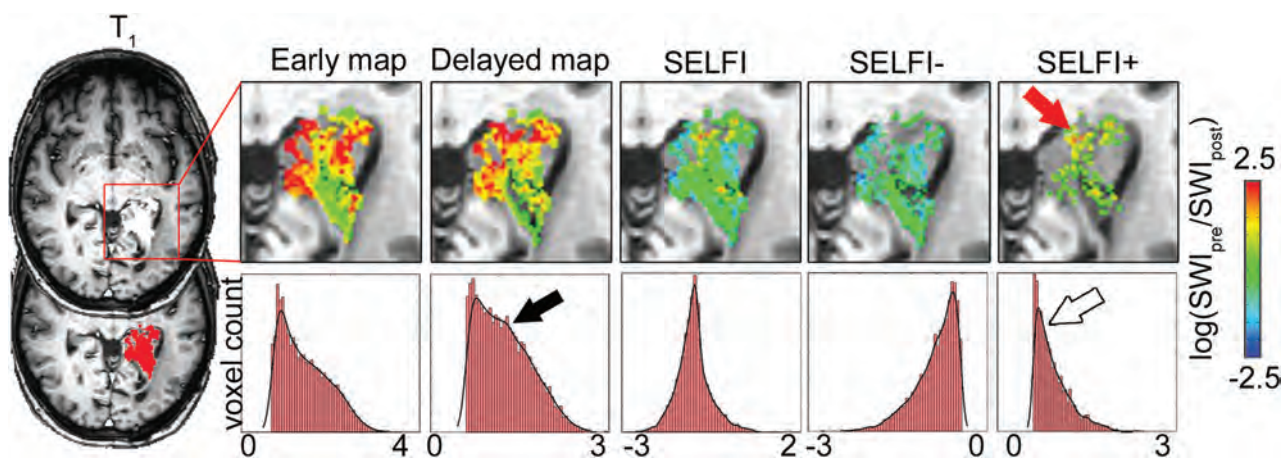 T1
Early map
Delayed map
SELFI
SELFI-
SELFI+
2.5
log(SWIpre/SWIpost)
-2.5
voxel count
0 4
0 3
-3 2
-3 0
0 3